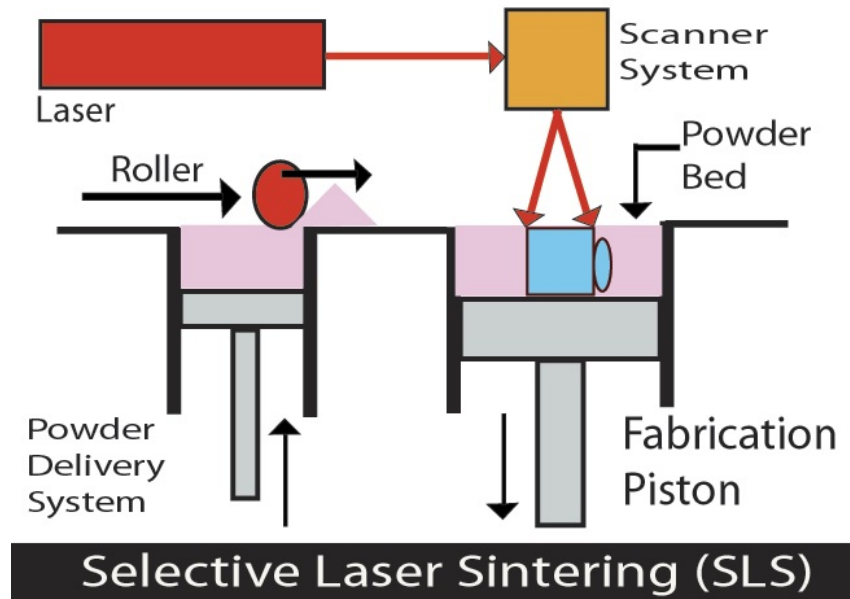 Laser
Scanner
System
Roller
Powder
Bed
Powder
Delivery
System
Fabrication
Piston
Selective Laser Sintering (SLS)